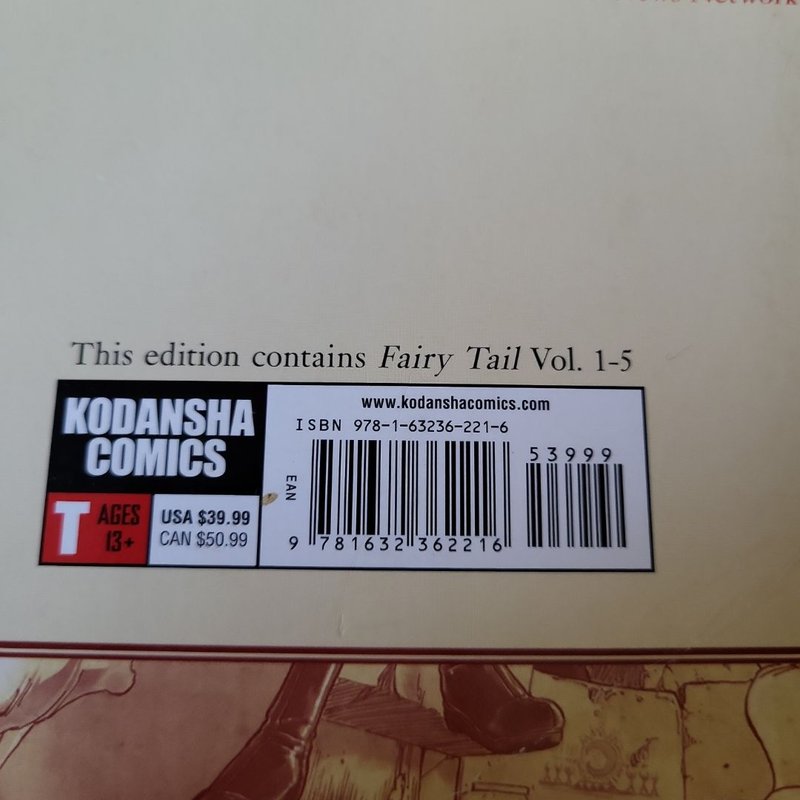 Network
This edition contains Fairy Tail Vol. 1-5
KODANSHA
COMICS
T AGES
13+
USA $39.99
CAN $50.99
www.kodanshacomics.com
ISBN 978-1-63236-221-6
53999
EAN
9 781632 362216